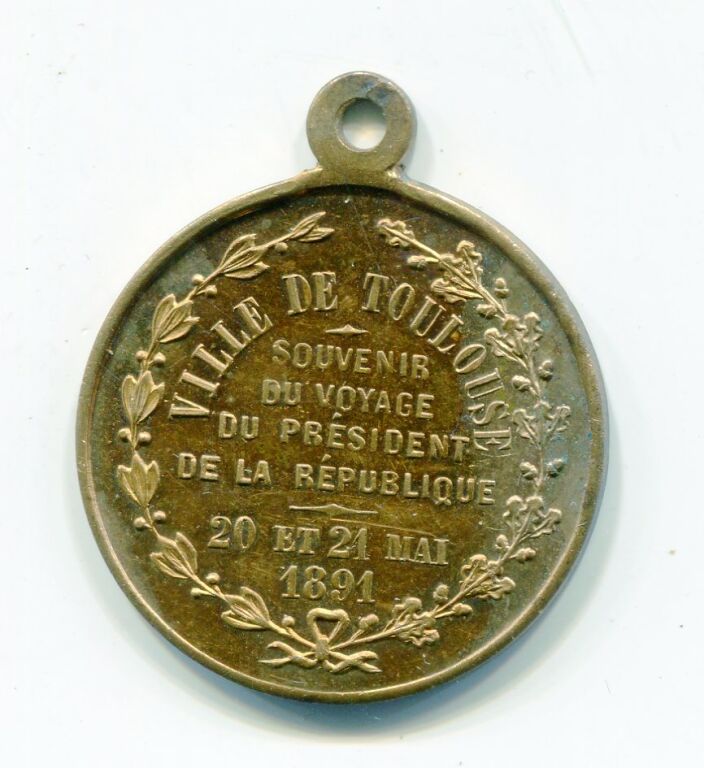 VILLE DE TOULOUSE
SOUVENIR
DU VOYAGE
DU PRÉSIDENT
DE LA RÉPUBLIQUE
20 ET 21 MAI
1891